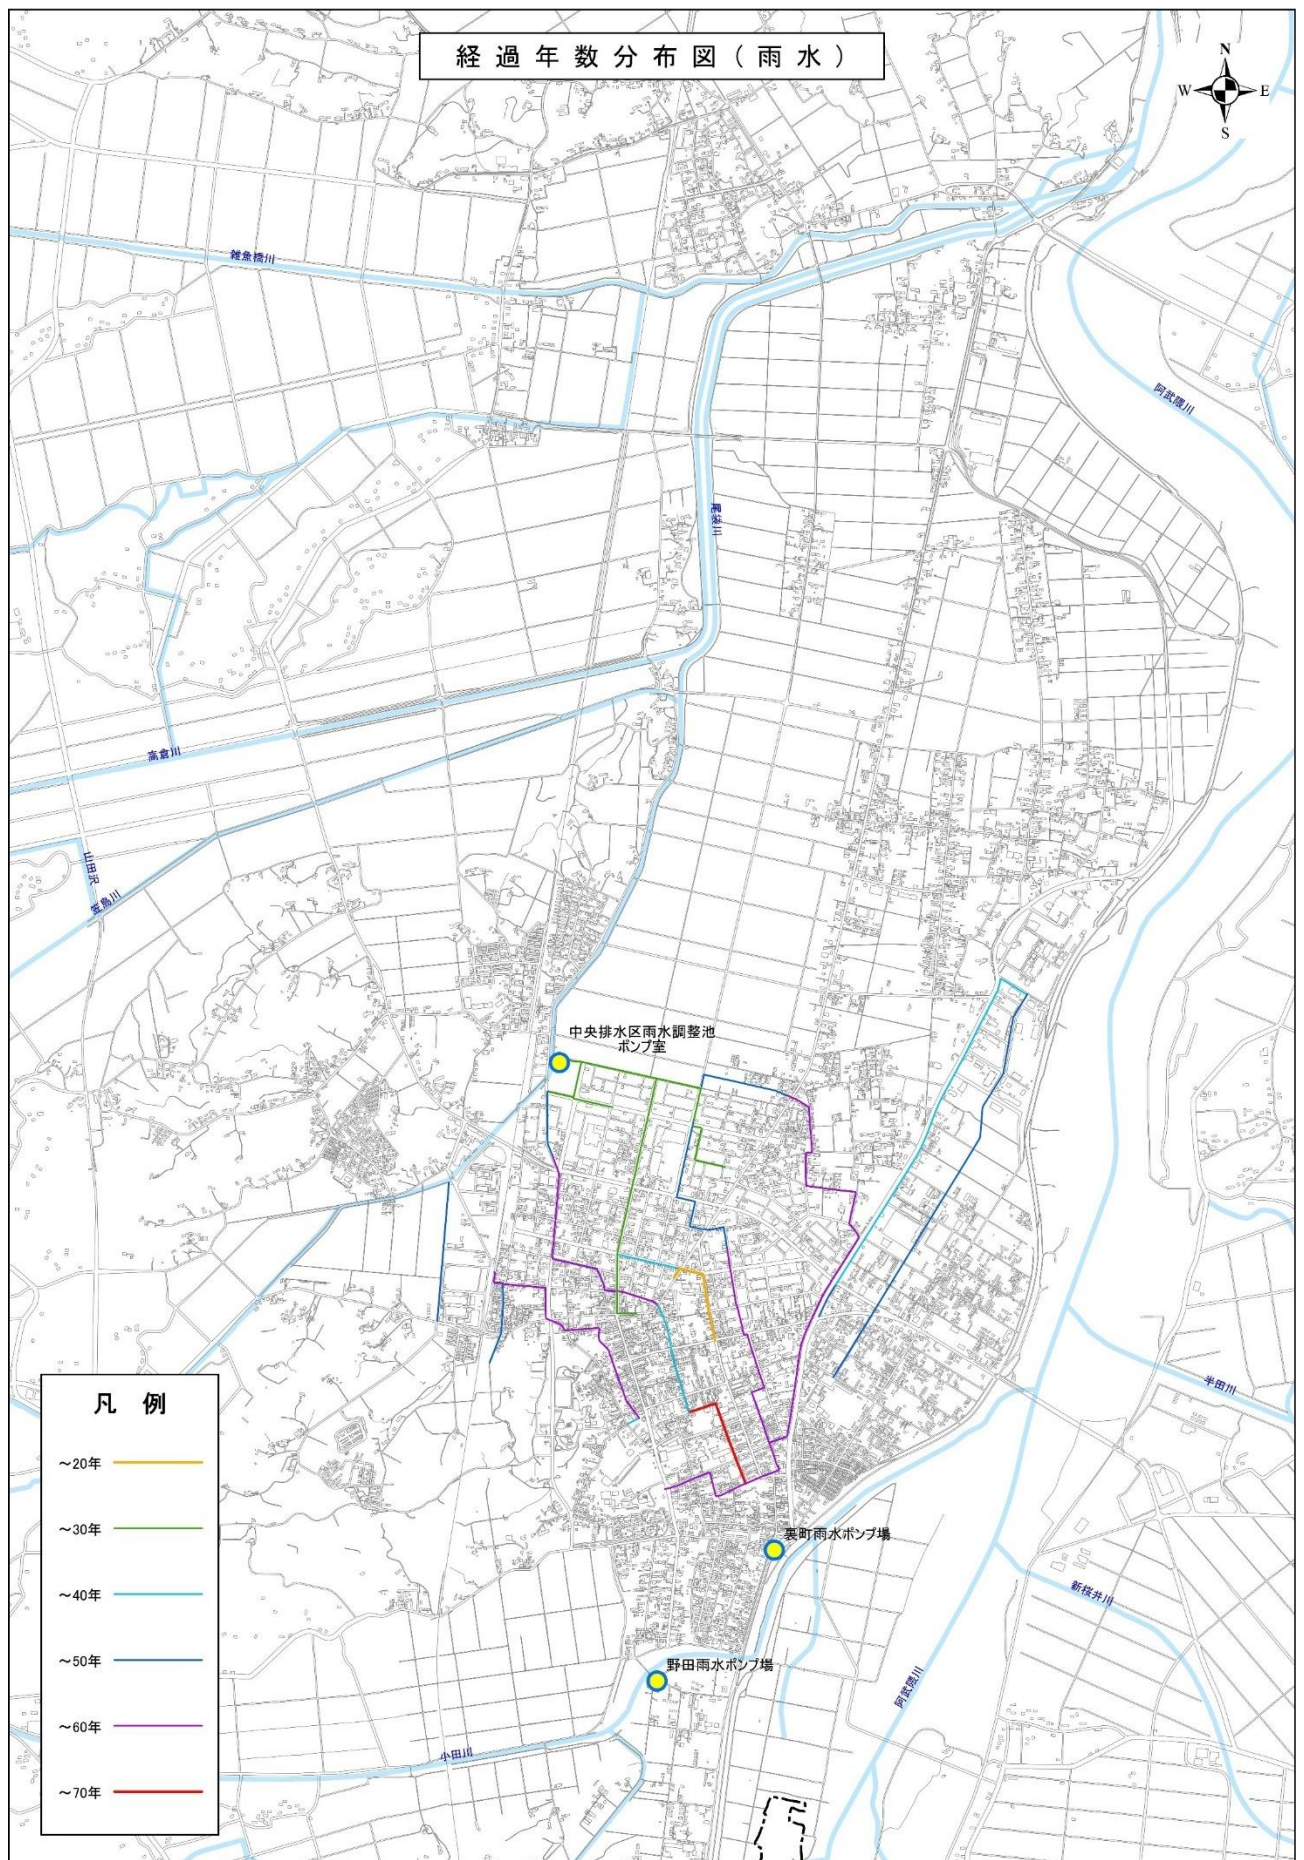 経過年数分布図(雨水)
N
W
E
S
雑魚橋川
阿武隈川
尾袋川
高倉川
山田沢
笠島川
中央排水区雨水調整池
ポンプ室
半田川
凡 例
~20年
~30年
~40年
~50年
~60年
~70年
裏町雨水ポンプ場
新桜井川
野田雨水ポンプ場
阿武隈川
小田川